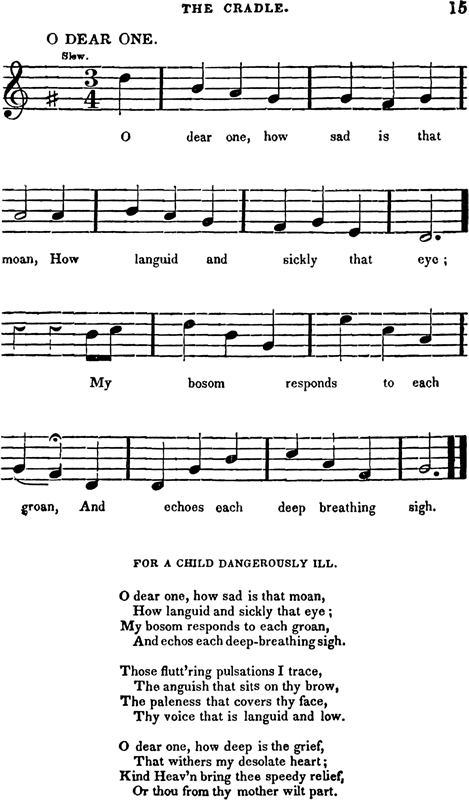 THE CRADLE. 15
O DEAR ONE.
Slow.
3
4
O dear one, how sad is that
moan, How languid and sickly that eye ;
My bosom responds to each
groan, And echoes each deep breathing sigh.
FOR A CHILD DANGEROUSLY ILL.
O dear one, how sad is that moan,
How languid and sickly that eye ;
My bosom responds to each groan,
And echos each deep-breathing sigh.
Those flutt'ring pulsations I trace,
The anguish that sits on thy brow,
The paleness that covers thy face,
Thy voice that is languid and low.
O dear one, how deep is the grief,
That withers my desolate heart ;
Kind Heav'n bring thee speedy relief,
Or thou from thy mother wilt part.